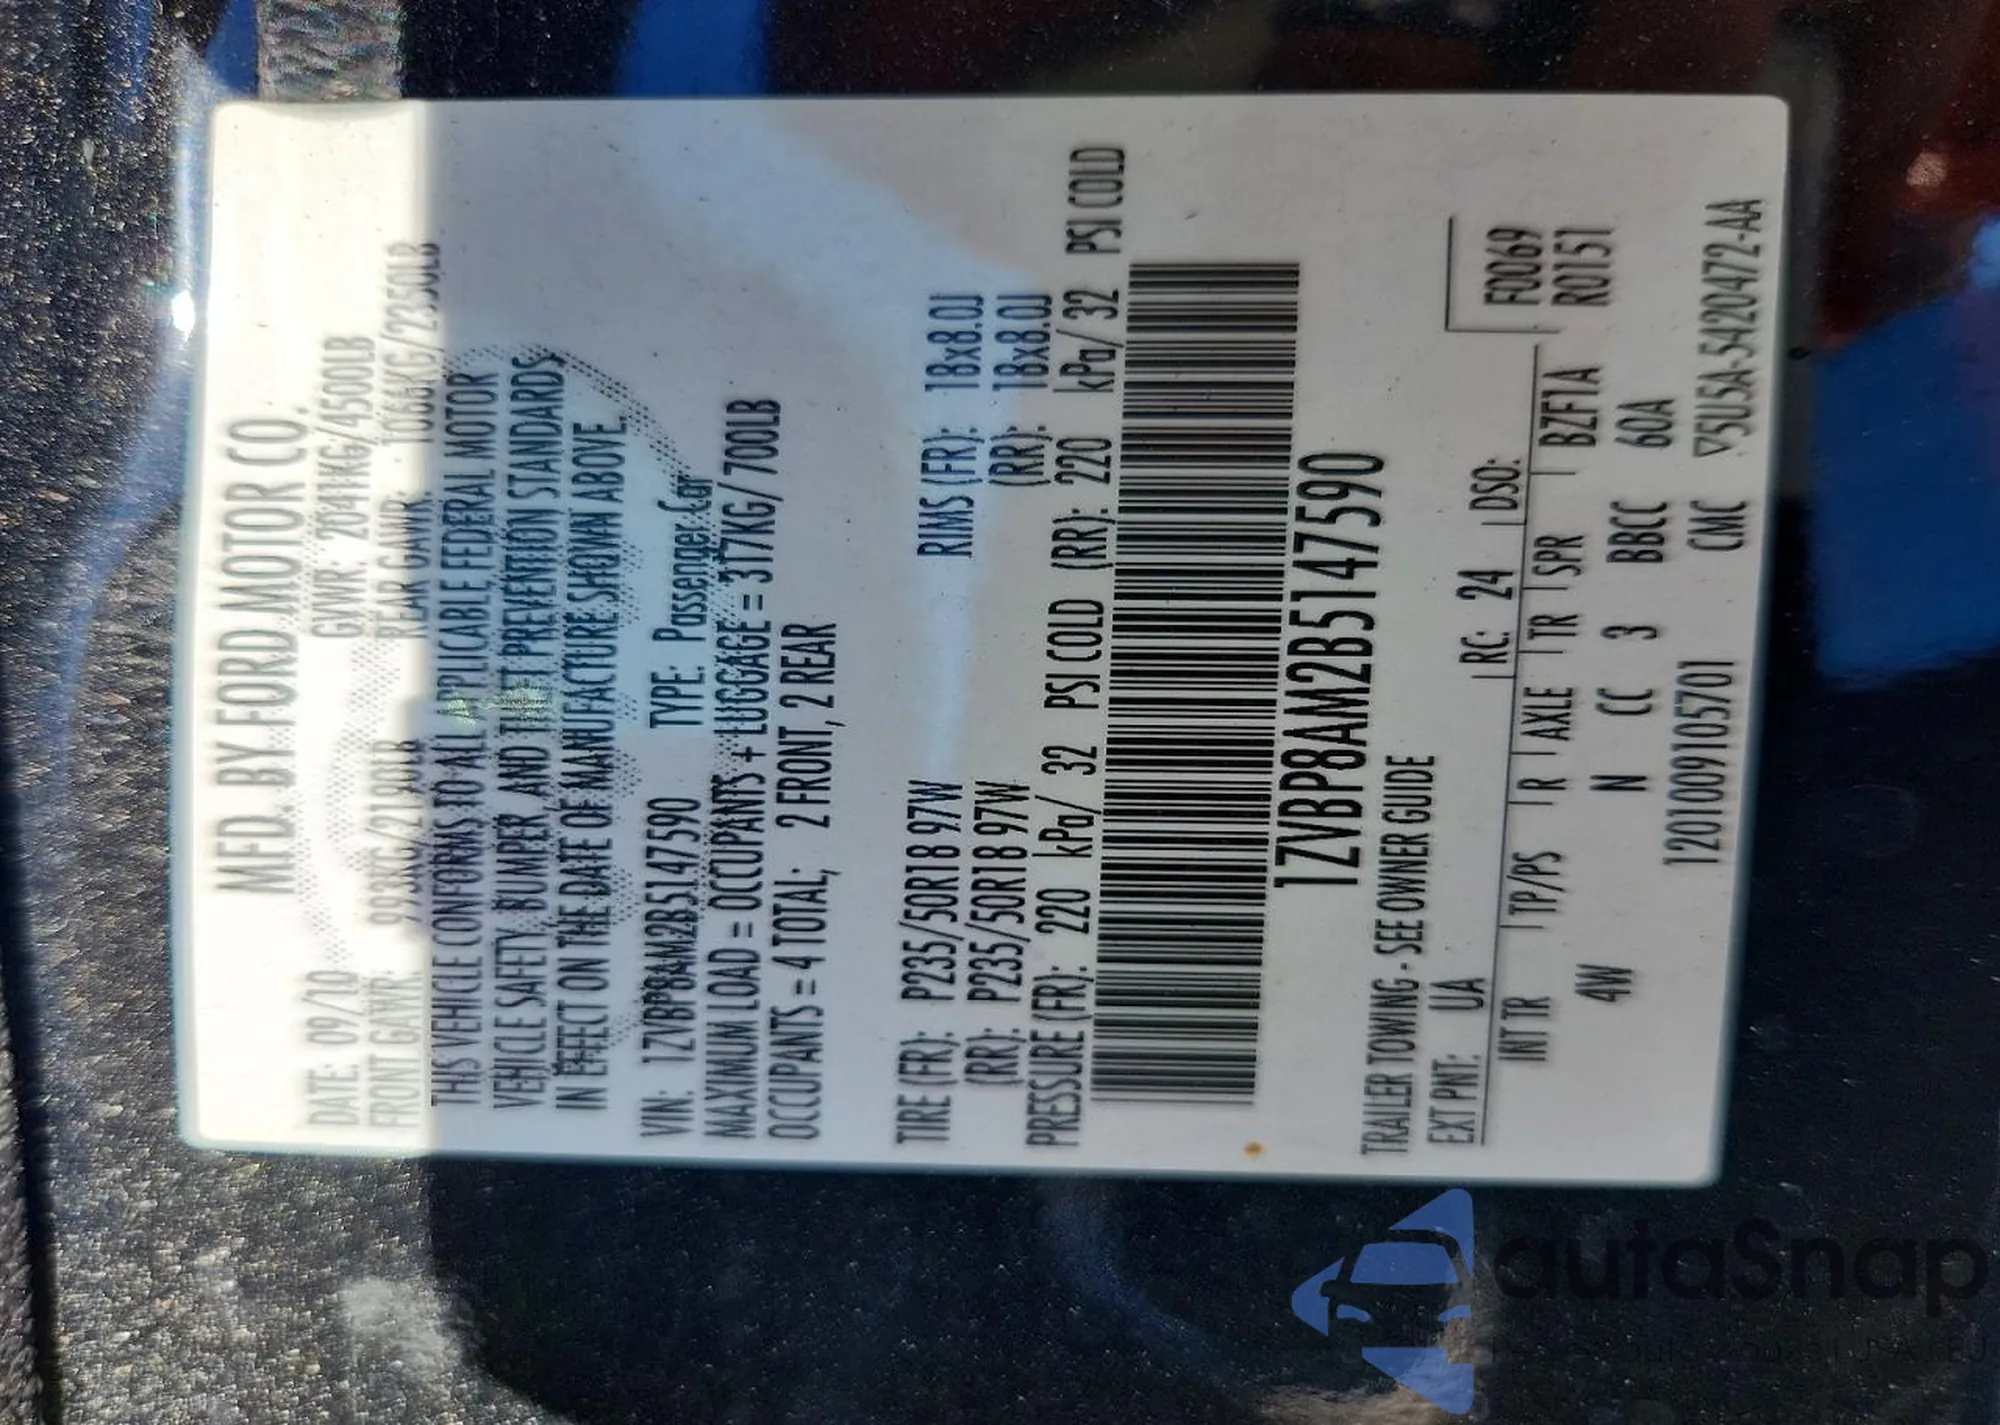 MFD. BY FORD MOTOR CO.
DATE: 09/10 GVWR: 2041KG/4500LB
FRONT GAWR: 993KG/2190LB REAR GAWR: 1066KG/2350LB
THIS VEHICLE CONFORMS TO ALL APPLICABLE FEDERAL MOTOR
VEHICLE SAFETY, BUMPER, AND THEFT PREVENTION STANDARDS
IN EFFECT ON THE DATE OF MANUFACTURE SHOWN ABOVE.
VIN: 1ZVBP8AM2B5147590 TYPE: Passenger Car
MAXIMUM LOAD = OCCUPANTS + LUGGAGE = 317KG/700LB
OCCUPANTS = 4 TOTAL; 2 FRONT, 2 REAR
TIRE (FR): P235/50R18 97W RIMS (FR): 18x8.0J
(RR): P235/50R18 97W (RR): 18x8.0J
PRESSURE (FR): 220 kPa/ 32 PSI COLD (RR): 220 kPa/ 32 PSI COLD
1ZVBP8AM2B5147590
TRAILER TOWING - SEE OWNER GUIDE
EXT PNT: UA RC: 24 DSO: F0069
INT TR TP/PS R AXLE TR SPR BZF1A R0151
4W N CC 3 BBCC 60A
1201009105701 CMC ▽5U5A-5420472-AA
autaSnap